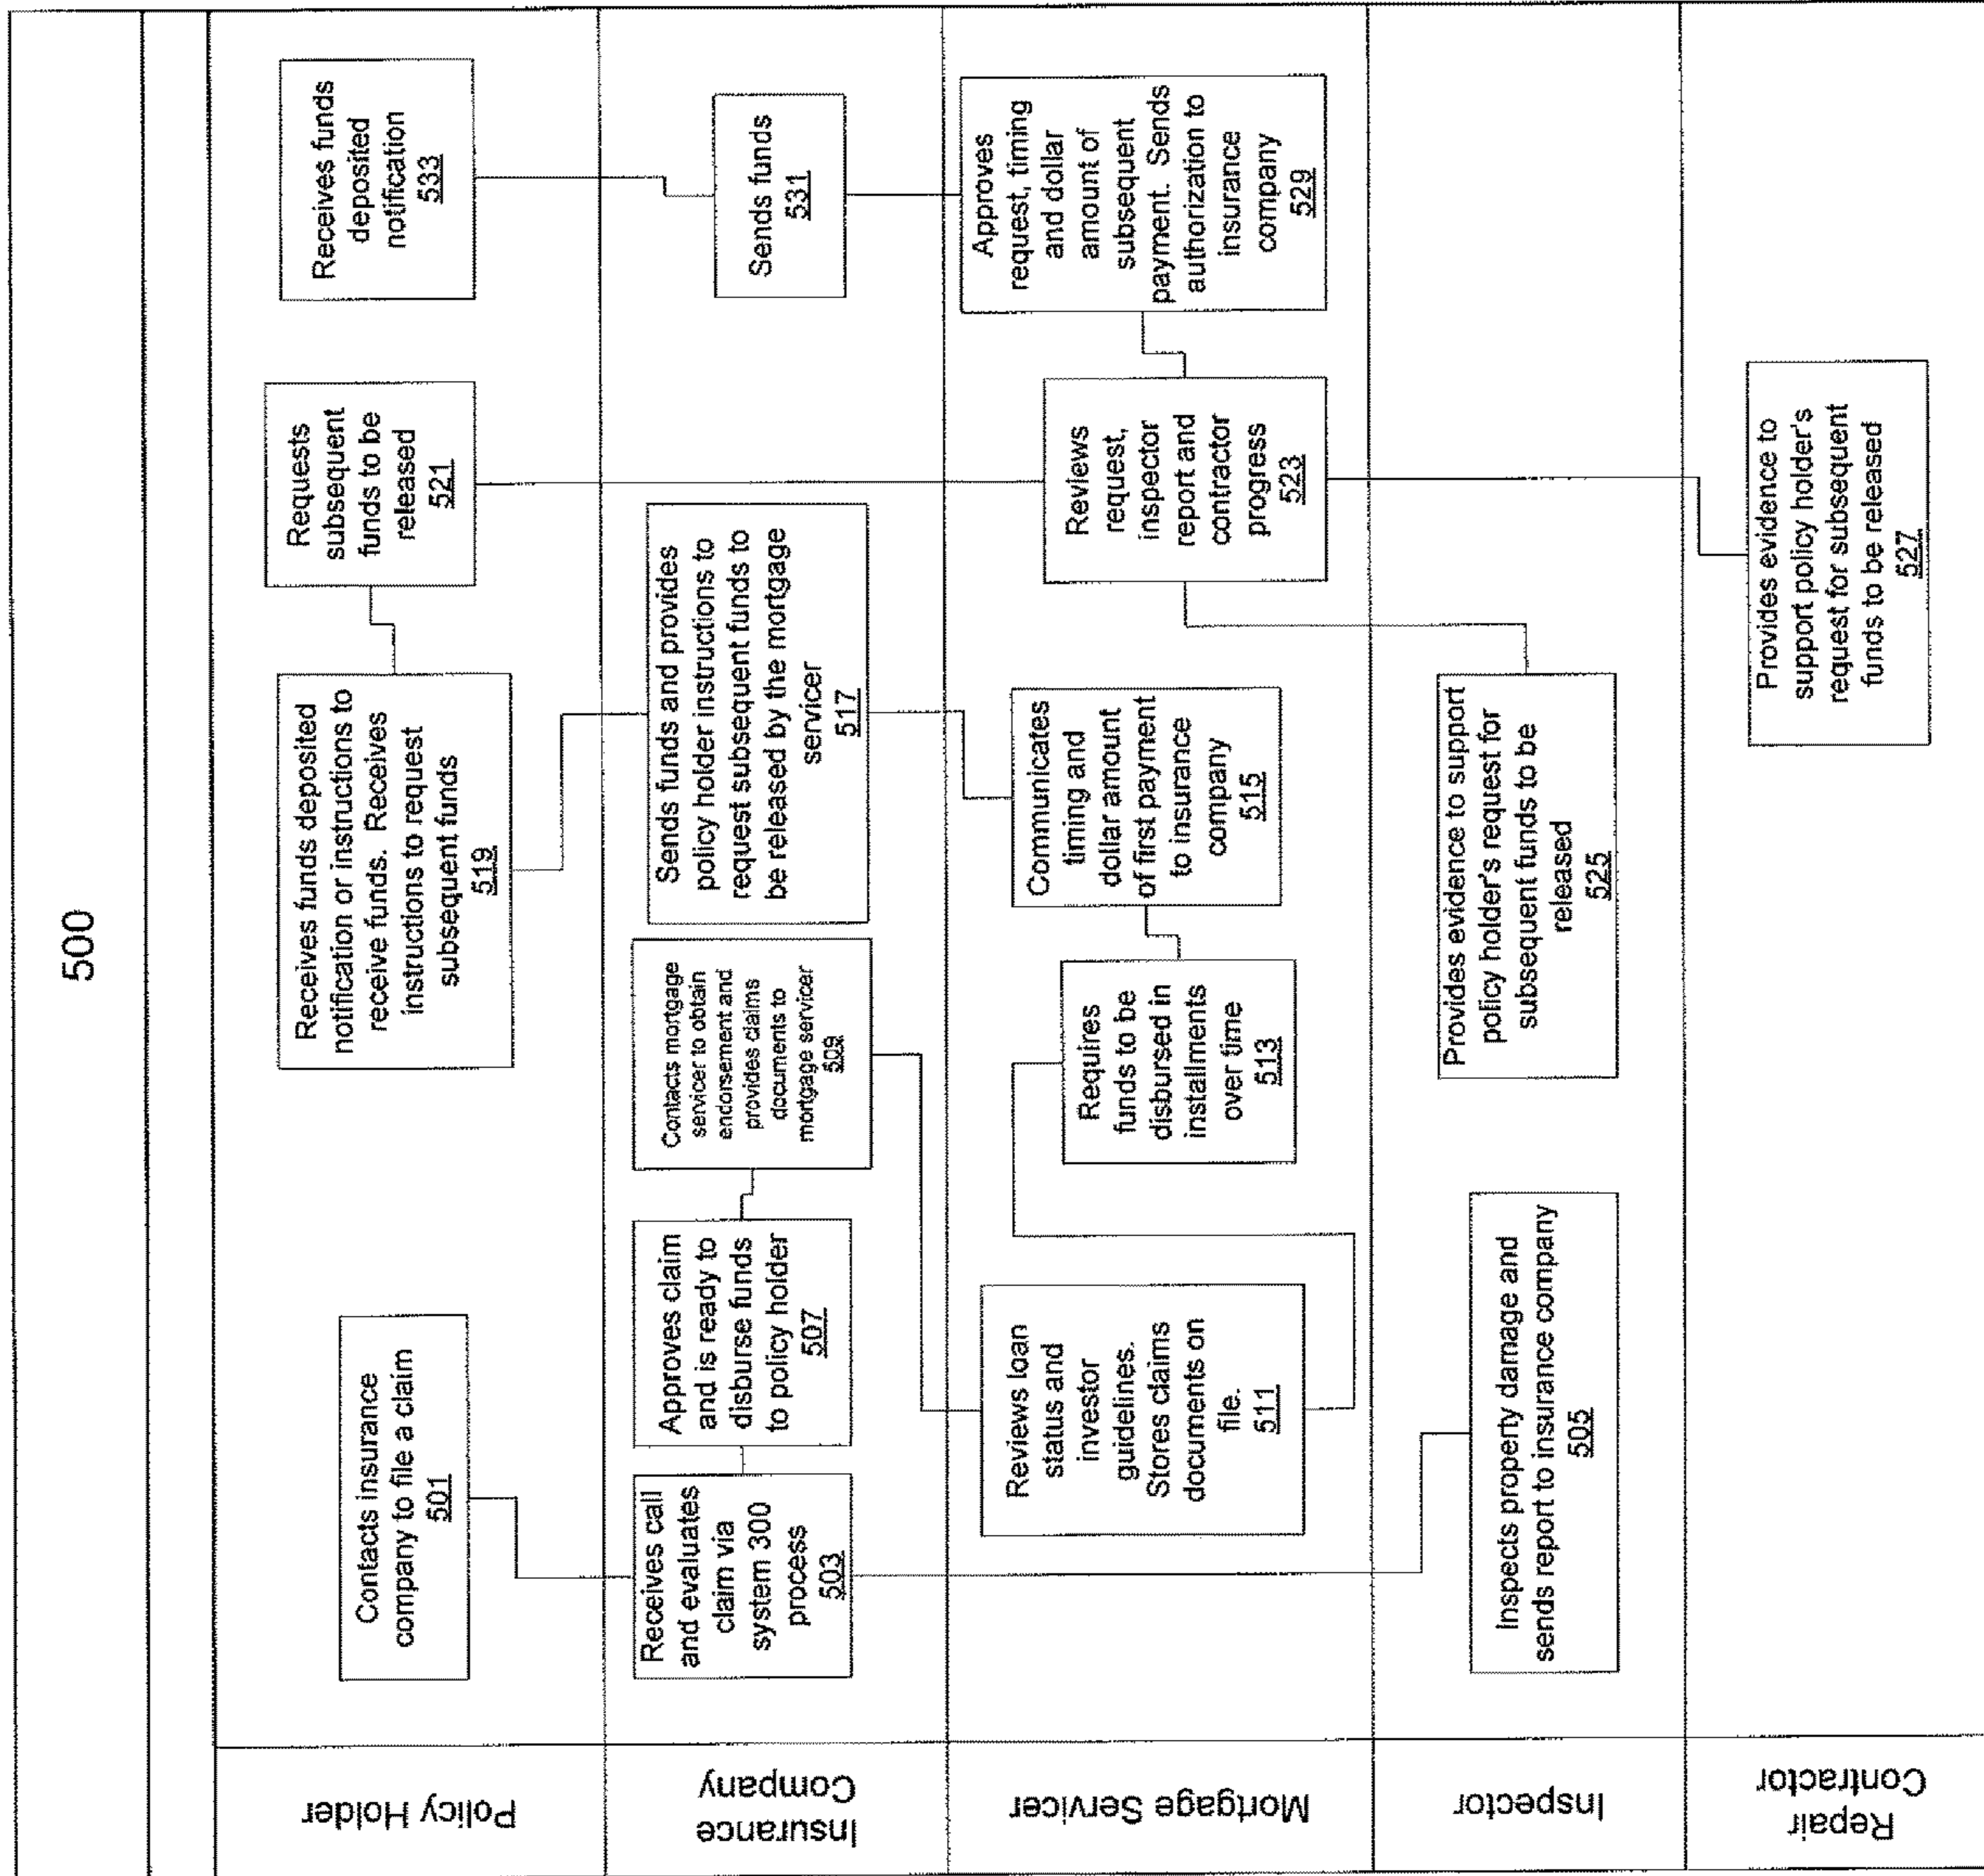 500
Policy Holder
Contacts insurance
company to file a claim
501
Receives funds deposited
notification or instructions to
receive funds. Receives
instructions to request
subsequent funds
519
Requests
subsequent
funds to be
released
521
Receives funds
deposited
notification
533
Insurance
Company
Receives call
and evaluates
claim via
system 300
process
503
Approves claim
and is ready to
disburse funds
to policy holder
507
Contacts mortgage
servicer to obtain
endorsement and
provides claims
documents to
mortgage servicer
509
Sends funds and provides
policy holder instructions to
request subsequent funds to
be released by the mortgage
servicer
517
Sends funds
531
Mortgage Servicer
Reviews loan
status and
investor
guidelines.
Stores claims
documents on
file.
511
Requires
funds to be
disbursed in
installments
over time
513
Communicates
timing and
dollar amount
of first payment
to insurance
company
515
Reviews
request,
inspector
report and
contractor
progress
523
Approves
request, timing
and dollar
amount of
subsequent
payment. Sends
authorization to
insurance
company
529
Inspector
Inspects property damage and
sends report to insurance company
505
Provides evidence to support
policy holder's request for
subsequent funds to be
released
525
Repair
Contractor
Provides evidence to
support policy holder's
request for subsequent
funds to be released
527